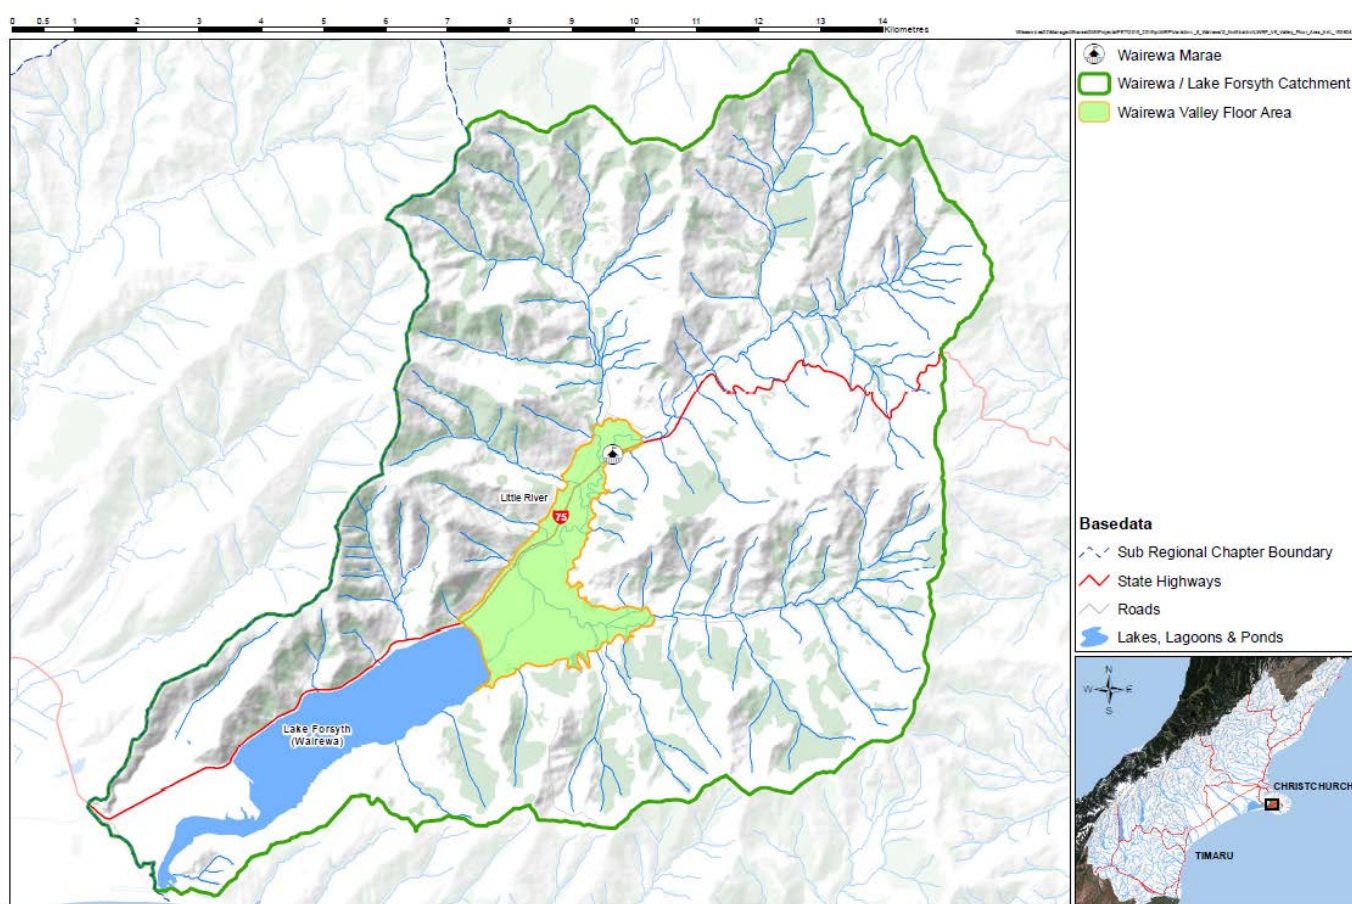 0 0.5 1 2 3 4 5 6 7 8 9 10 11 12 13 14
Kilometres
Wairewa Marae
Wairewa / Lake Forsyth Catchment
Wairewa Valley Floor Area
Little River
75
Lake Forsyth
(Wairewa)
Basedata
Sub Regional Chapter Boundary
State Highways
Roads
Lakes, Lagoons & Ponds
N
W E
S
CHRISTCHURCH
TIMARU